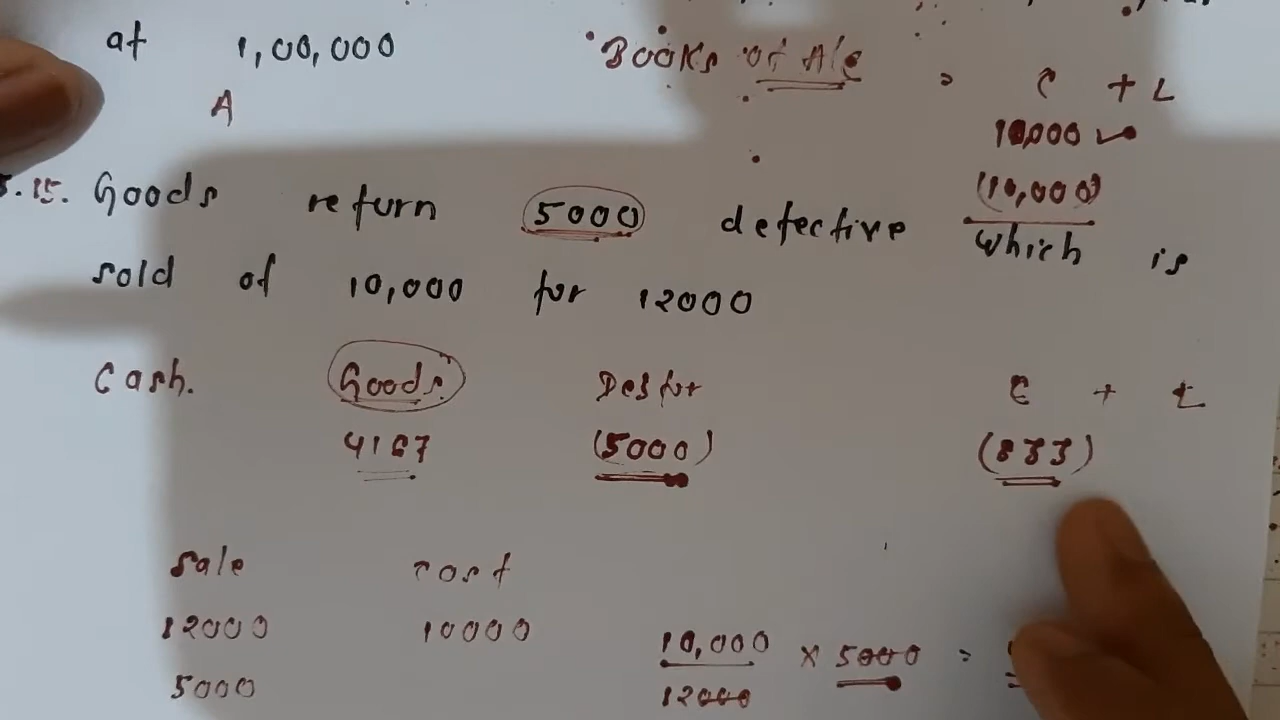 at 1,00,000 Books of A/c = C + L
A 10,000
15. Goods return 5000 defective which is (10,000)
sold of 10,000 for 12000
Cash. Goods Debtor C + L
4167 (5000) (833)
sale cost
12000 10000 10,000 × 5000 =
5000 12000